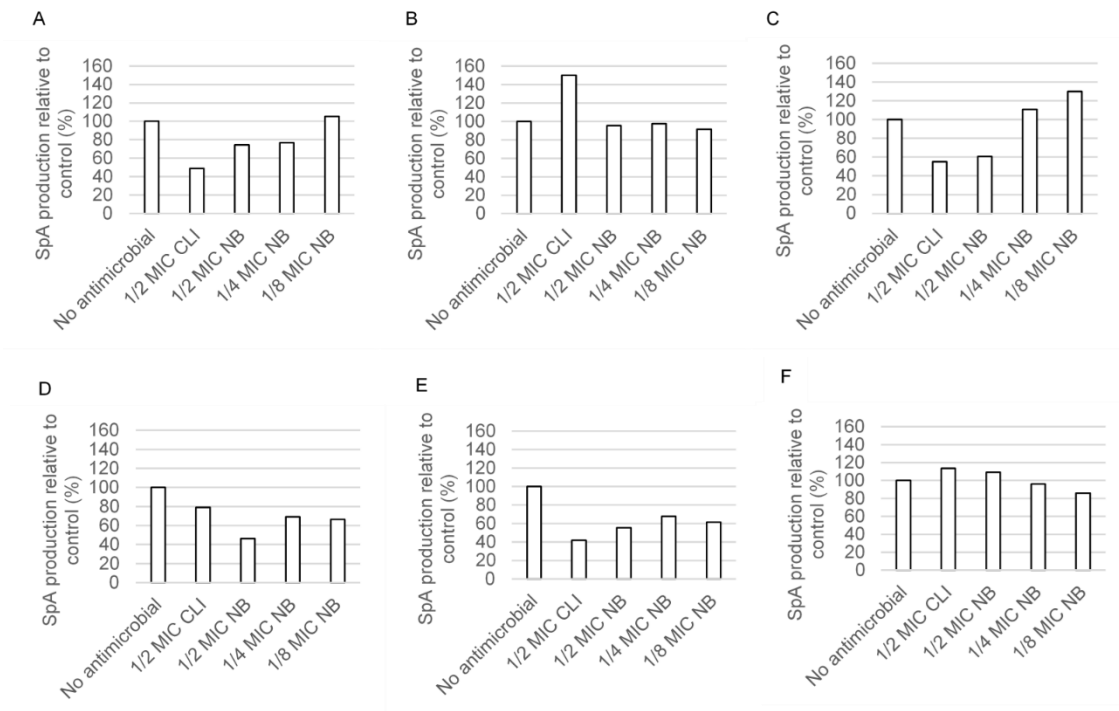 A
SpA production relative to
control (%)
160
140
120
100
80
60
40
20
0
No antimicrobial
1/2 MIC CLI
1/2 MIC NB
1/4 MIC NB
1/8 MIC NB
B
SpA production relative to
control (%)
160
140
120
100
80
60
40
20
0
No antimicrobial
1/2 MIC CLI
1/2 MIC NB
1/4 MIC NB
1/8 MIC NB
C
SpA production relative to
control (%)
160
140
120
100
80
60
40
20
0
No antimicrobial
1/2 MIC CLI
1/2 MIC NB
1/4 MIC NB
1/8 MIC NB
D
SpA production relative to
control (%)
160
140
120
100
80
60
40
20
0
No antimicrobial
1/2 MIC CLI
1/2 MIC NB
1/4 MIC NB
1/8 MIC NB
E
SpA production relative to
control (%)
160
140
120
100
80
60
40
20
0
No antimicrobial
1/2 MIC CLI
1/2 MIC NB
1/4 MIC NB
1/8 MIC NB
F
SpA production relative to
control (%)
160
140
120
100
80
60
40
20
0
No antimicrobial
1/2 MIC CLI
1/2 MIC NB
1/4 MIC NB
1/8 MIC NB